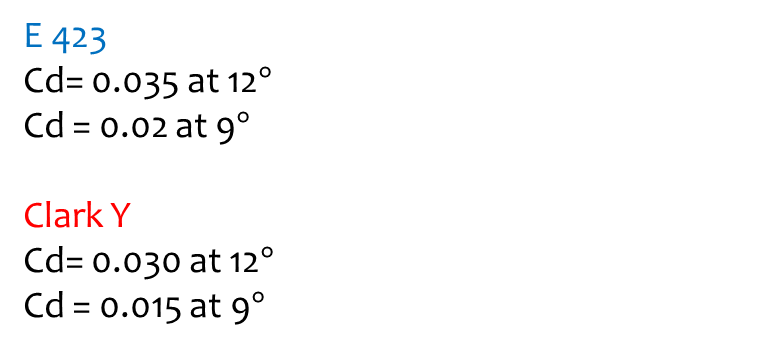 E 423
Cd= 0.035 at 12°
Cd = 0.02 at 9°
Clark Y
Cd= 0.030 at 12°
Cd = 0.015 at 9°